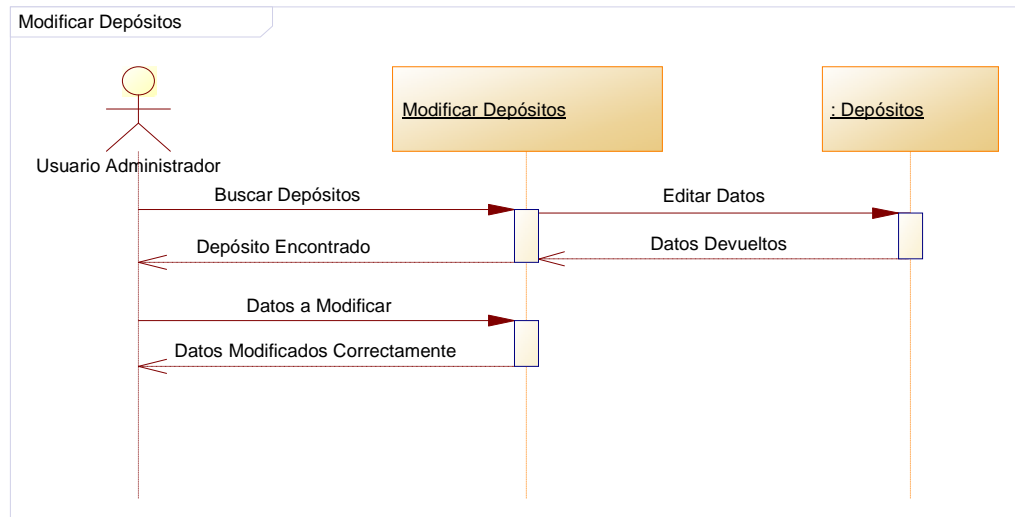 Modificar Depósitos
Modificar Depósitos
: Depósitos
Usuario Administrador
Buscar Depósitos
Editar Datos
Depósito Encontrado
Datos Devueltos
Datos a Modificar
Datos Modificados Correctamente